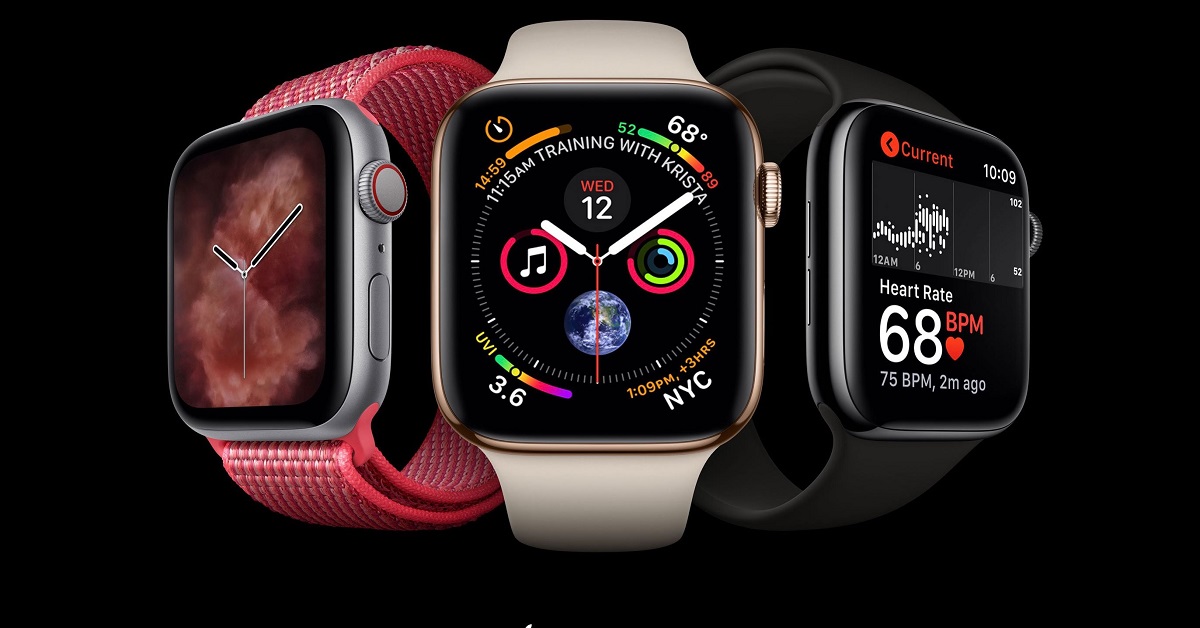 14:59
52
68°
89
11:15AM TRAINING WITH KRISTA
WED
12
UVI
3.6
1:09PM, +3HRS
NYC
Current
10:09
102
52
12AM
6
12PM
6
Heart Rate
68 BPM
75 BPM, 2m ago